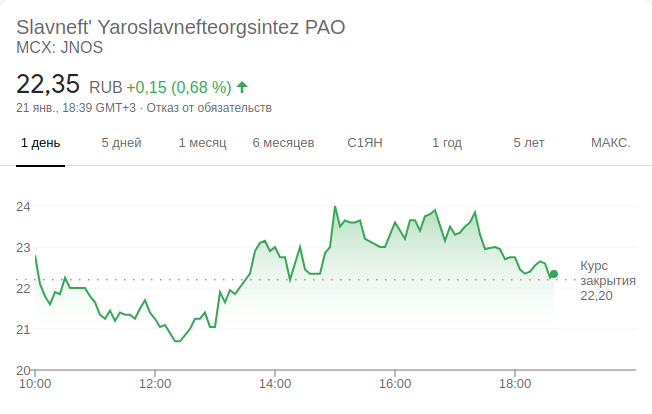 Slavneft' Yaroslavnefteorgsintez PAO
MCX: JNOS
22,35 RUB +0,15 (0,68 %)
21 янв., 18:39 GMT+3 · Отказ от обязательств
1 день 5 дней 1 месяц 6 месяцев С1ЯН 1 год 5 лет МАКС.
24
23
22
21
20
Курс
закрытия
22,20
10:00 12:00 14:00 16:00 18:00